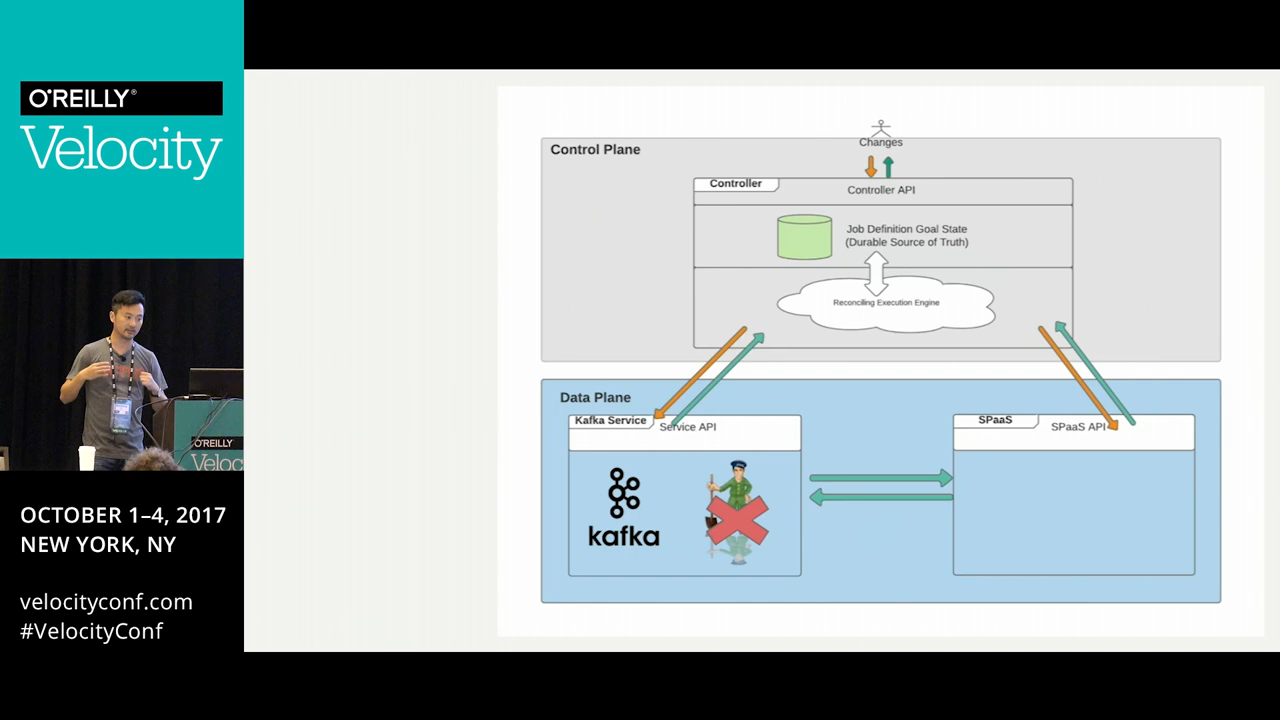 O'REILLY®
Velocity
O'REILLY
Veloc
OCTOBER 1–4, 2017
NEW YORK, NY
velocityconf.com
#VelocityConf
Changes
Control Plane
Controller
Controller API
Job Definition Goal State
(Durable Source of Truth)
Reconciling Execution Engine
Data Plane
Kafka Service
Service API
SPaaS
SPaaS API
kafka